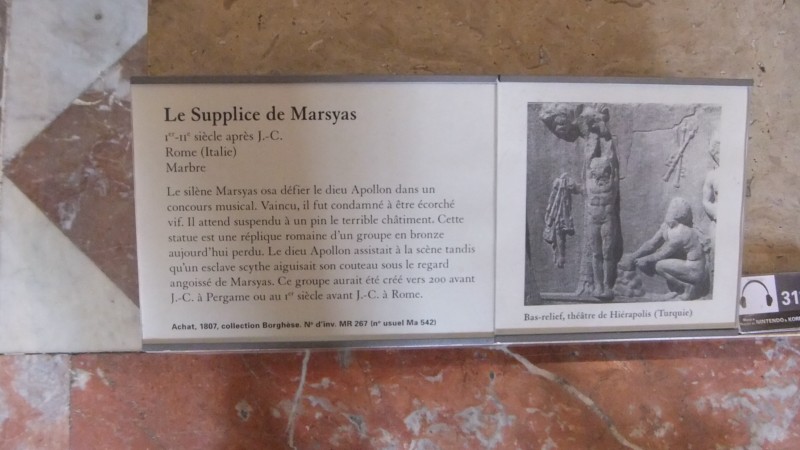 Le Supplice de Marsyas
Ier-IIe siècle après J.-C.
Rome (Italie)
Marbre
Le silène Marsyas osa défier le dieu Apollon dans un
concours musical. Vaincu, il fut condamné à être écorché
vif. Il attend suspendu à un pin le terrible châtiment. Cette
statue est une réplique romaine d'un groupe en bronze
aujourd'hui perdu. Le dieu Apollon assistait à la scène tandis
qu'un esclave scythe aiguisait son couteau sous le regard
angoissé de Marsyas. Ce groupe aurait été créé vers 200 avant
J.-C. à Pergame ou au Ier siècle avant J.-C. à Rome.
Achat, 1807, collection Borghèse. N° d'inv. MR 267 (n° usuel Ma 542)
Bas-relief, théâtre de Hiérapolis (Turquie)
31
NINTENDO